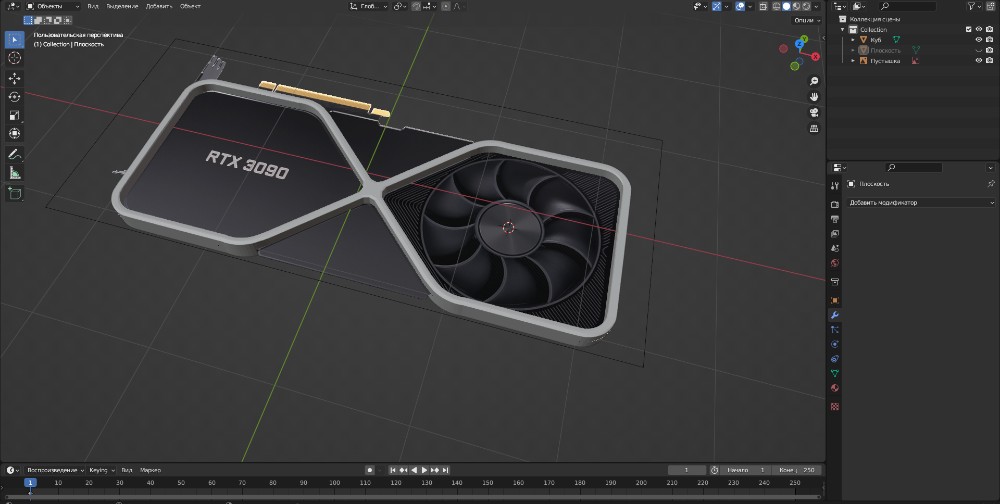 Объекты
Вид
Выделение
Добавить
Объект
Глоб...
Опции
Пользовательская перспектива
(1) Collection | Плоскость
Y
Z
X
RTX 3090
Коллекция сцены
Collection
Куб
Плоскость
Пустышка
Плоскость
Добавить модификатор
Воспроизведение
Keying
Вид
Маркер
1
Начало 1
Конец 250
1 10 20 30 40 50 60 70 80 90 100 110 120 130 140 150 160 170 180 190 200 210 220 230 240 250